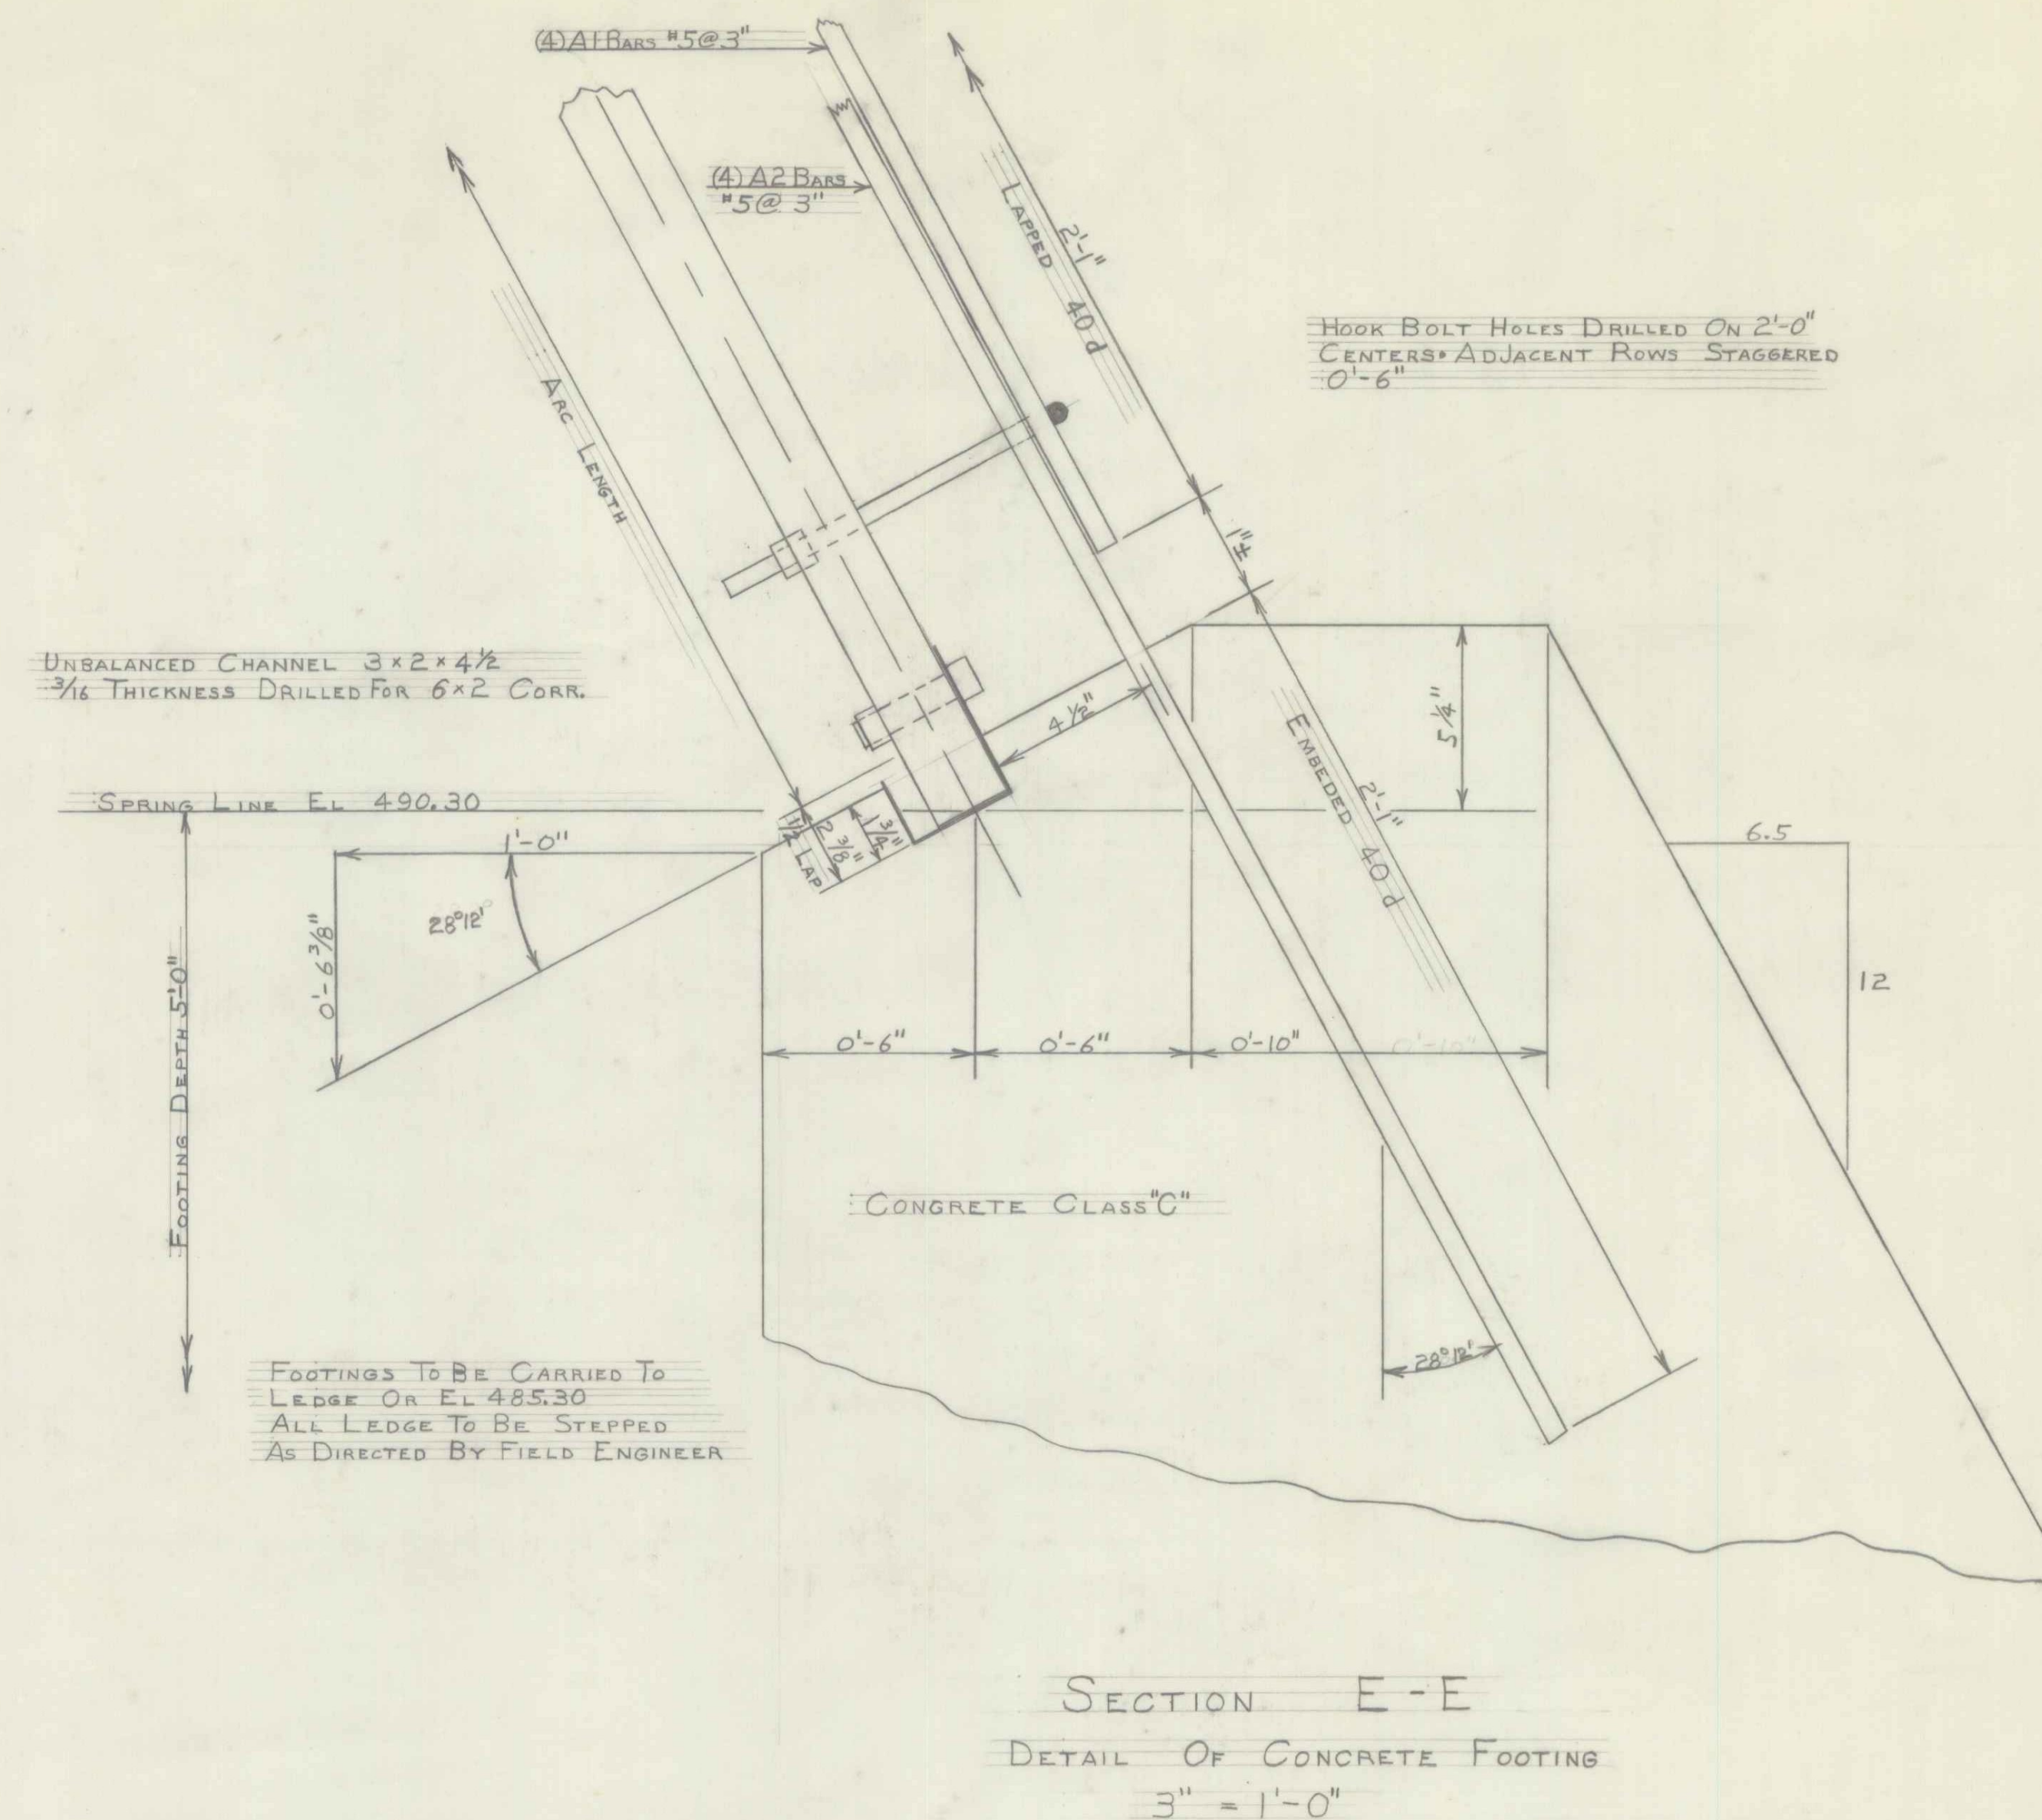 (4) A1 BARS #5@3"
(4) A2 BARS
#5@ 3"
LAPPED 40 d
2'-1"
HOOK BOLT HOLES DRILLED ON 2'-0"
CENTERS• ADJACENT ROWS STAGGERED
0'-6"
ARC LENGTH
UNBALANCED CHANNEL 3×2×4½
3/16 THICKNESS DRILLED FOR 6×2 CORR.
4½"
5¼"
EMBEDED 40 d
2'-1"
SPRING LINE EL 490.30
1'-0"
½ LAP
2 3/8"
1 3/4"
6.5
12
28°12'
0'-6 3/8"
FOOTING DEPTH 5'-0"
0'-6"
0'-6"
0'-10"
0'-10"
CONCRETE CLASS "C"
28°12'
FOOTINGS TO BE CARRIED TO
LEDGE OR EL 485.30
ALL LEDGE TO BE STEPPED
AS DIRECTED BY FIELD ENGINEER
SECTION E-E
DETAIL OF CONCRETE FOOTING
3" = 1'-0"